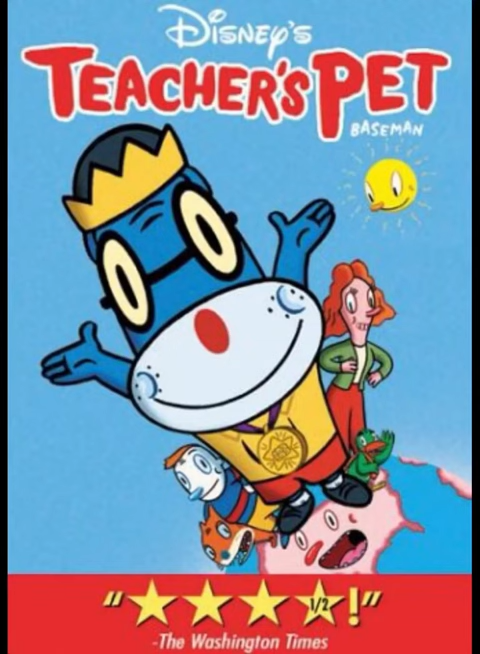 Disney's
TEACHER'S PET
BASEMAN
"★★★★1/2!"
-The Washington Times